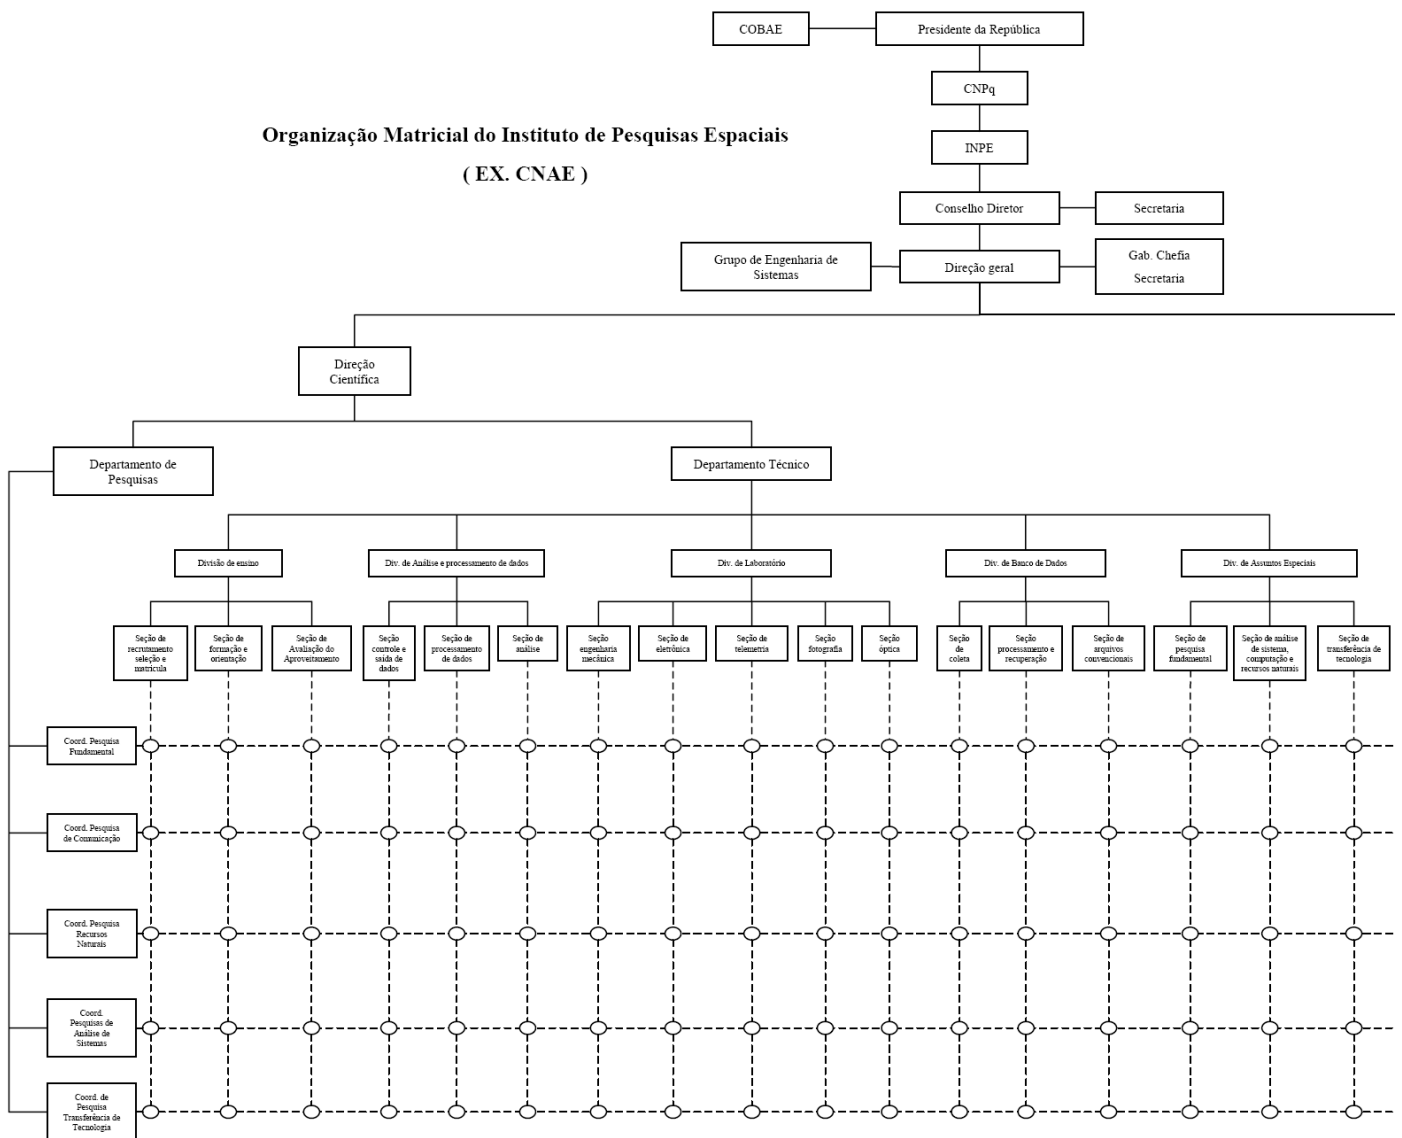 COBAE
Presidente da República
CNPq
Organização Matricial do Instituto de Pesquisas Espaciais
( EX. CNAE )
INPE
Conselho Diretor
Secretaria
Grupo de Engenharia de
Sistemas
Direção geral
Gab. Chefia
Secretaria
Direção
Científica
Departamento de
Pesquisas
Departamento Técnico
Divisão de ensino
Div. de Análise e processamento de dados
Div. de Laboratório
Div. de Banco de Dados
Div. de Assuntos Especiais
Seção de
recrutamento
seleção e
matrícula
Seção de
formação e
orientação
Seção de
Avaliação do
Aproveitamento
Seção
controle e
saída de
dados
Seção de
processamento
de dados
Seção de
análise
Seção
engenharia
mecânica
Seção de
eletrônica
Seção de
telemetria
Seção
fotografia
Seção
óptica
Seção
de
coleta
Seção
processamento e
recuperação
Seção de
arquivos
convencionais
Seção de
pesquisa
fundamental
Seção de análise
de sistema,
computação e
recursos naturais
Seção de
transferência de
tecnologia
Coord. Pesquisa
Fundamental
Coord. Pesquisa
de Comunicação
Coord. Pesquisa
Recursos
Naturais
Coord.
Pesquisas de
Análise de
Sistemas
Coord. de
Pesquisa
Transferência de
Tecnologia